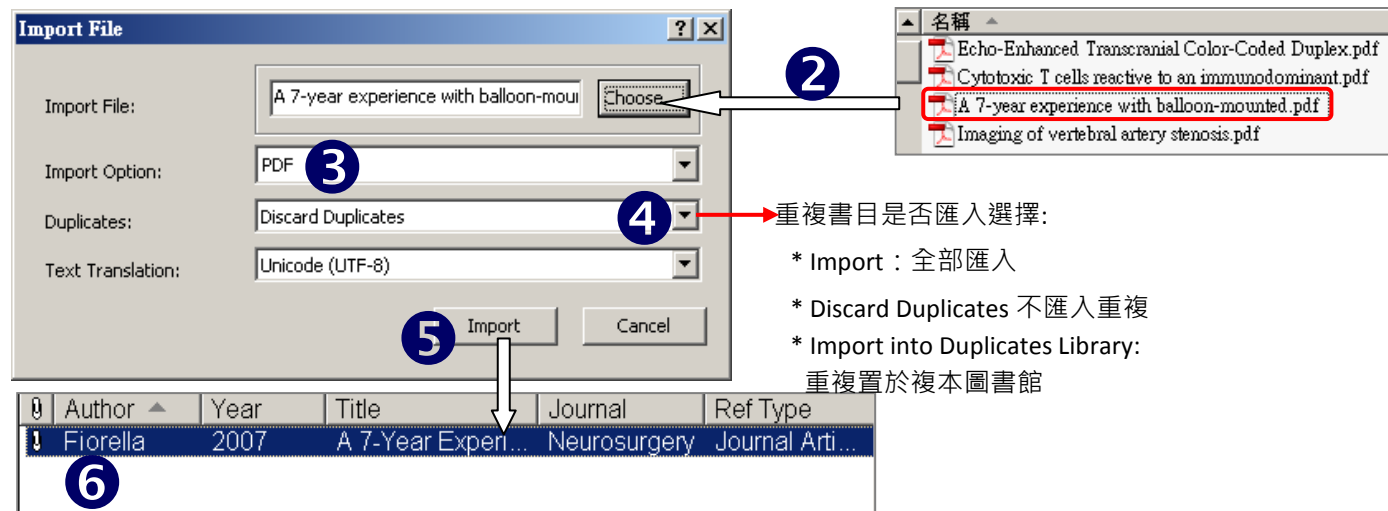 Import File
Import File:
A 7-year experience with balloon-mou
Choose...
2
名稱
Echo-Enhanced Transcranial Color-Coded Duplex.pdf
Cytotoxic T cells reactive to an immunodominant.pdf
A 7-year experience with balloon-mounted.pdf
Imaging of vertebral artery stenosis.pdf
Import Option:
PDF
3
Duplicates:
Discard Duplicates
4
重複書目是否匯入選擇:
Text Translation:
Unicode (UTF-8)
* Import：全部匯入
* Discard Duplicates 不匯入重複
* Import into Duplicates Library:
重複置於複本圖書館
5
Import
Cancel
Author Year Title Journal Ref Type
Fiorella 2007 A 7-Year Experi... Neurosurgery Journal Arti...
6